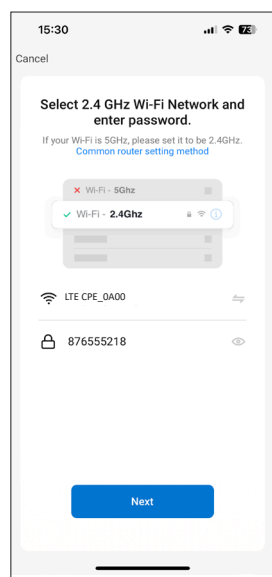 15:30
73
Cancel
Select 2.4 GHz Wi-Fi Network and
enter password.
If your Wi-Fi is 5GHz, please set it to be 2.4GHz.
Common router setting method
Wi-Fi - 5Ghz
Wi-Fi - 2.4Ghz
LTE CPE_0A00
876555218
Next